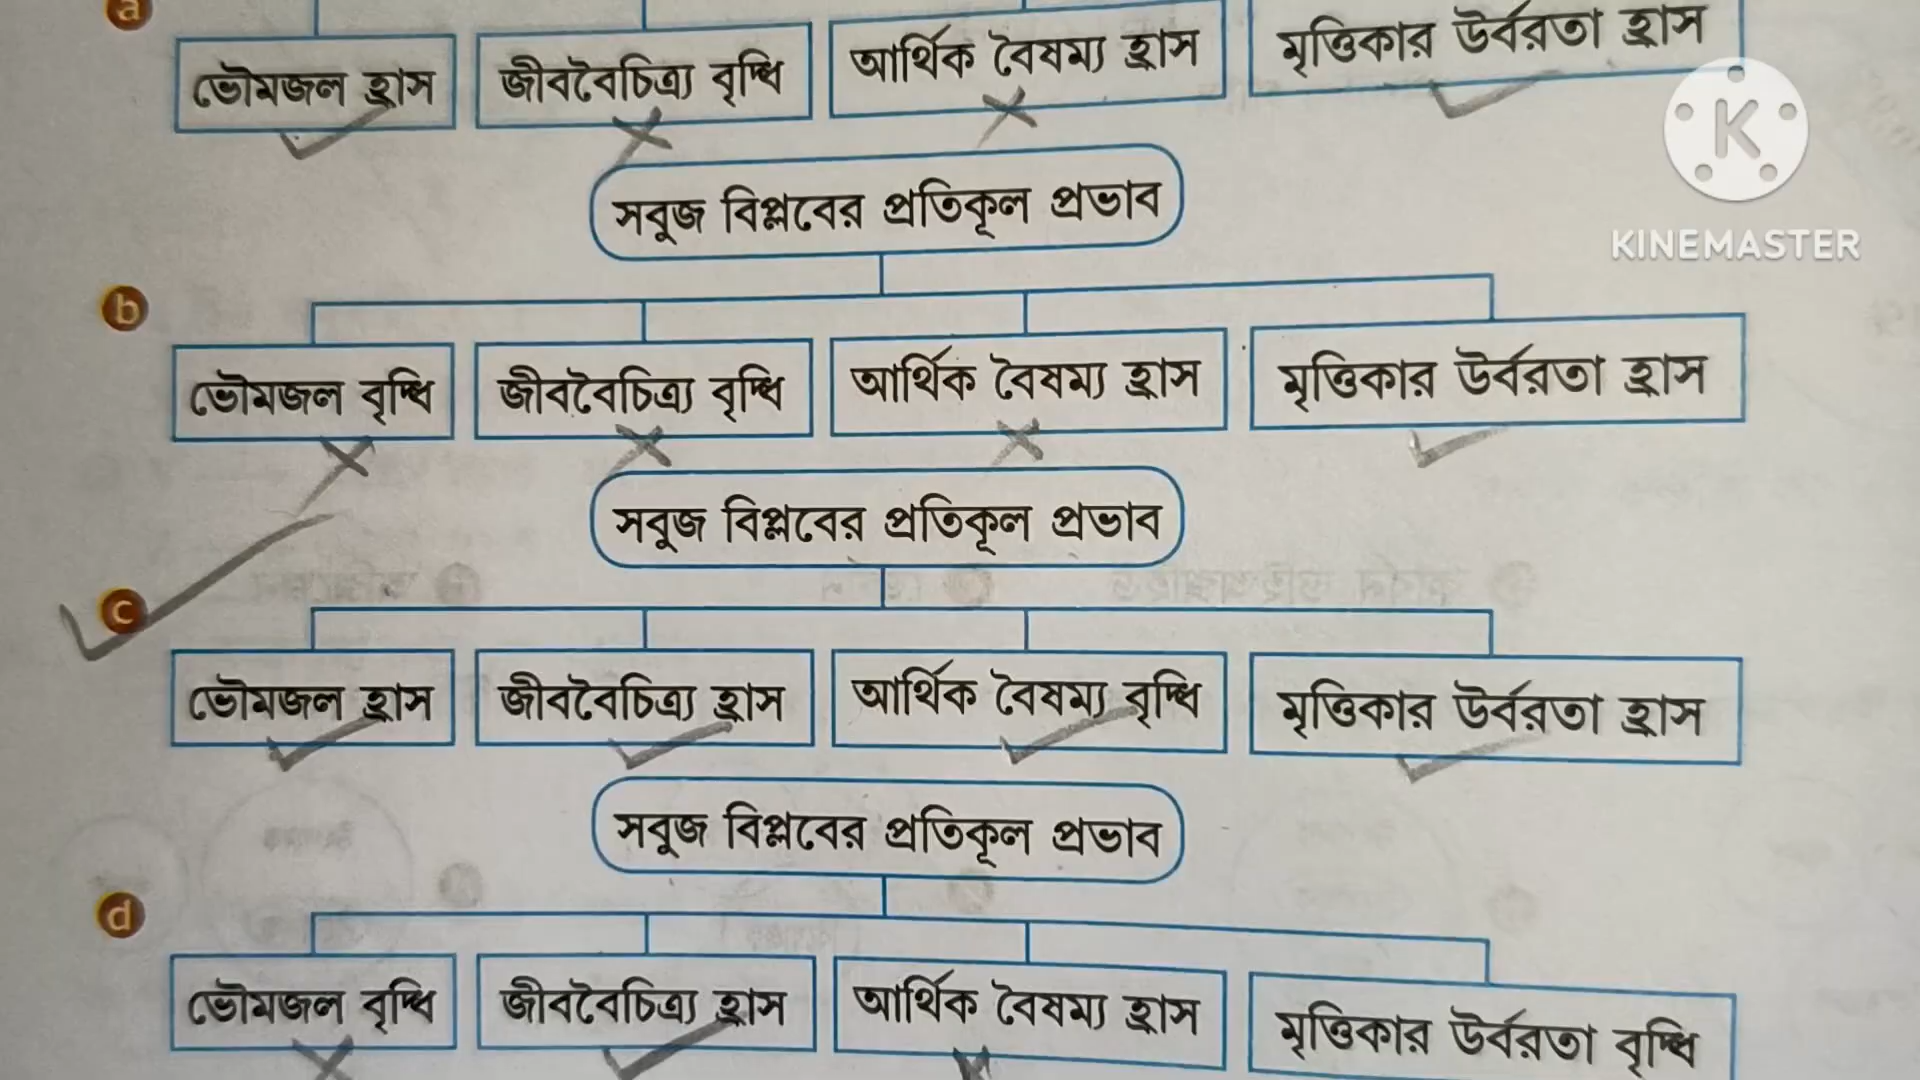 a
ভৌমজল হ্রাস জীববৈচিত্র্য বৃদ্ধি আর্থিক বৈষম্য হ্রাস মৃত্তিকার উর্বরতা হ্রাস
KINEMASTER
সবুজ বিপ্লবের প্রতিকূল প্রভাব
b
ভৌমজল বৃদ্ধি জীববৈচিত্র্য বৃদ্ধি আর্থিক বৈষম্য হ্রাস মৃত্তিকার উর্বরতা হ্রাস
সবুজ বিপ্লবের প্রতিকূল প্রভাব
c
ভৌমজল হ্রাস জীববৈচিত্র্য হ্রাস আর্থিক বৈষম্য বৃদ্ধি মৃত্তিকার উর্বরতা হ্রাস
সবুজ বিপ্লবের প্রতিকূল প্রভাব
d
ভৌমজল বৃদ্ধি জীববৈচিত্র্য হ্রাস আর্থিক বৈষম্য হ্রাস মৃত্তিকার উর্বরতা বৃদ্ধি